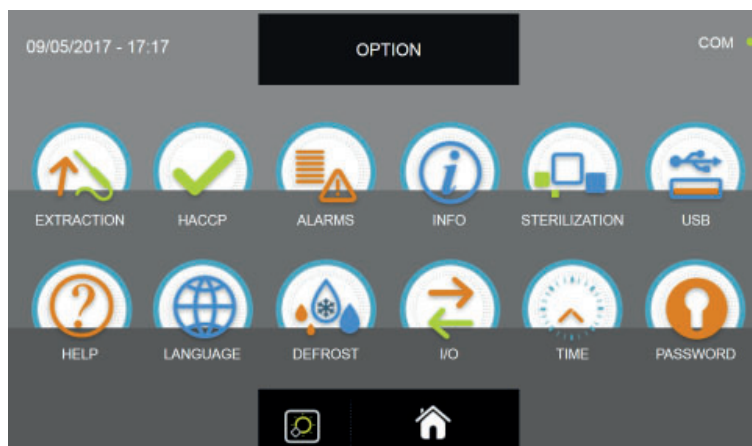 09/05/2017 - 17:17 OPTION COM
EXTRACTION HACCP ALARMS INFO STERILIZATION USB
HELP LANGUAGE DEFROST I/O TIME PASSWORD